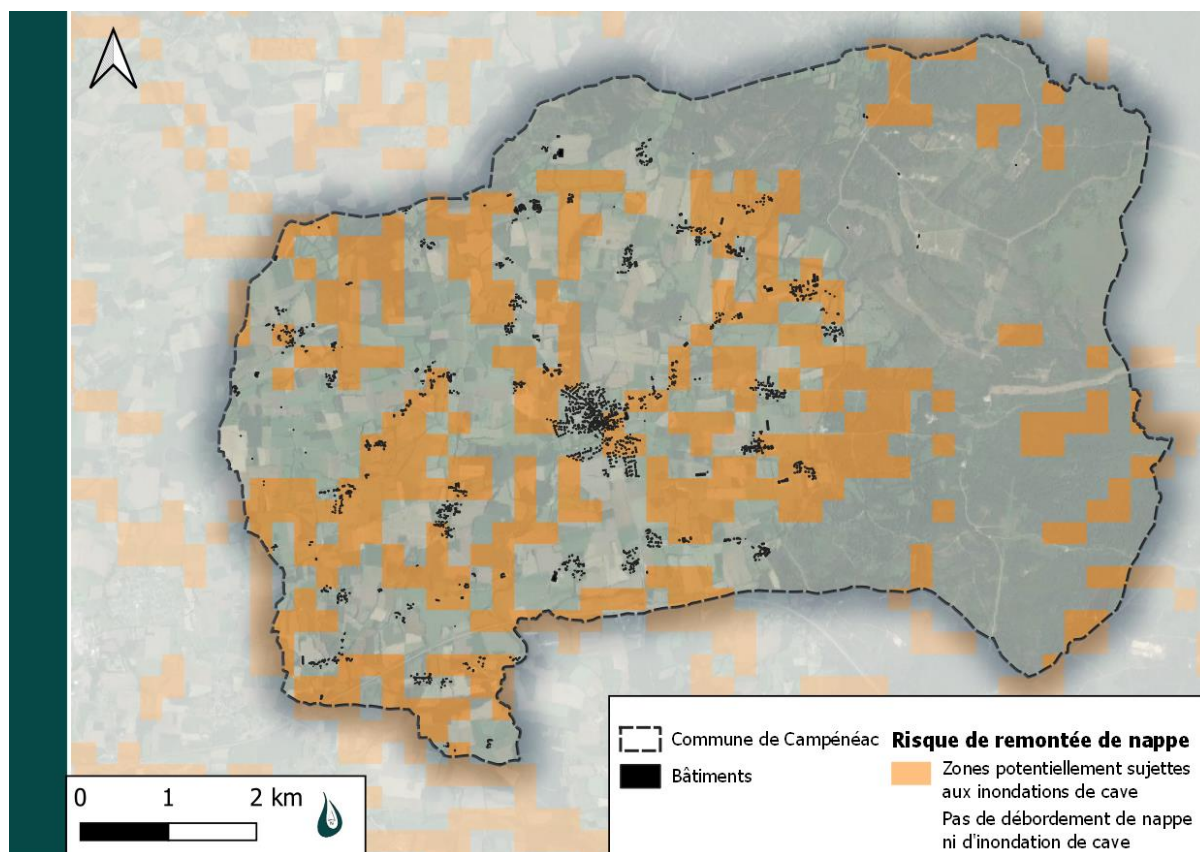 Commune de Campénéac
Bâtiments
Risque de remontée de nappe
Zones potentiellement sujettes
aux inondations de cave
Pas de débordement de nappe
ni d'inondation de cave
0 1 2 km